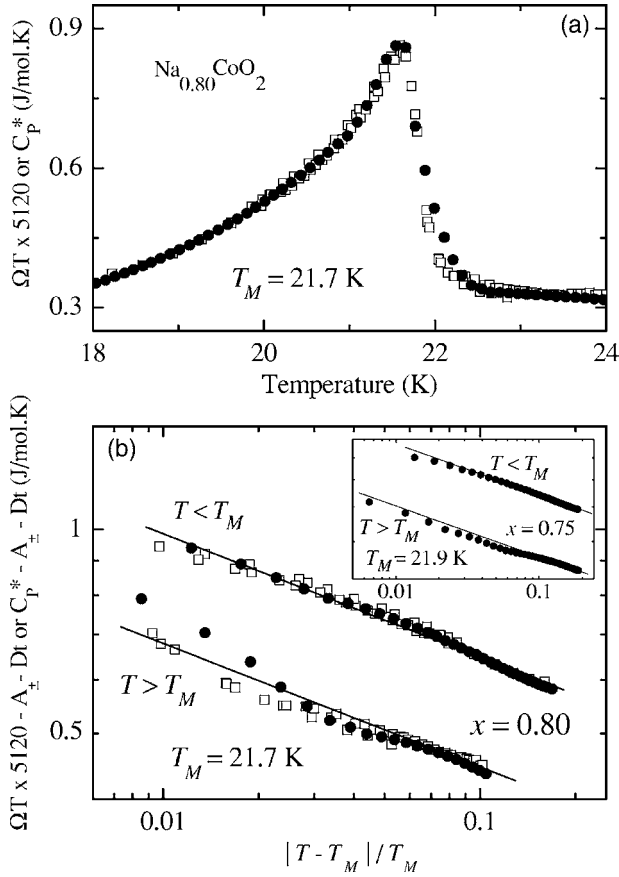 (a)
Na0.80CoO2
ΩT x 5120 or CP* (J/mol.K)
0.9
0.6
0.3
TM = 21.7 K
18 20 22 24
Temperature (K)
(b)
ΩT x 5120 - A± - Dt or CP* - A± - Dt (J/mol.K)
1
0.5
T < TM
T > TM
TM = 21.7 K
x = 0.80
T < TM
T > TM
x = 0.75
TM = 21.9 K
0.01 0.1
0.01 0.1
| T - TM | / TM